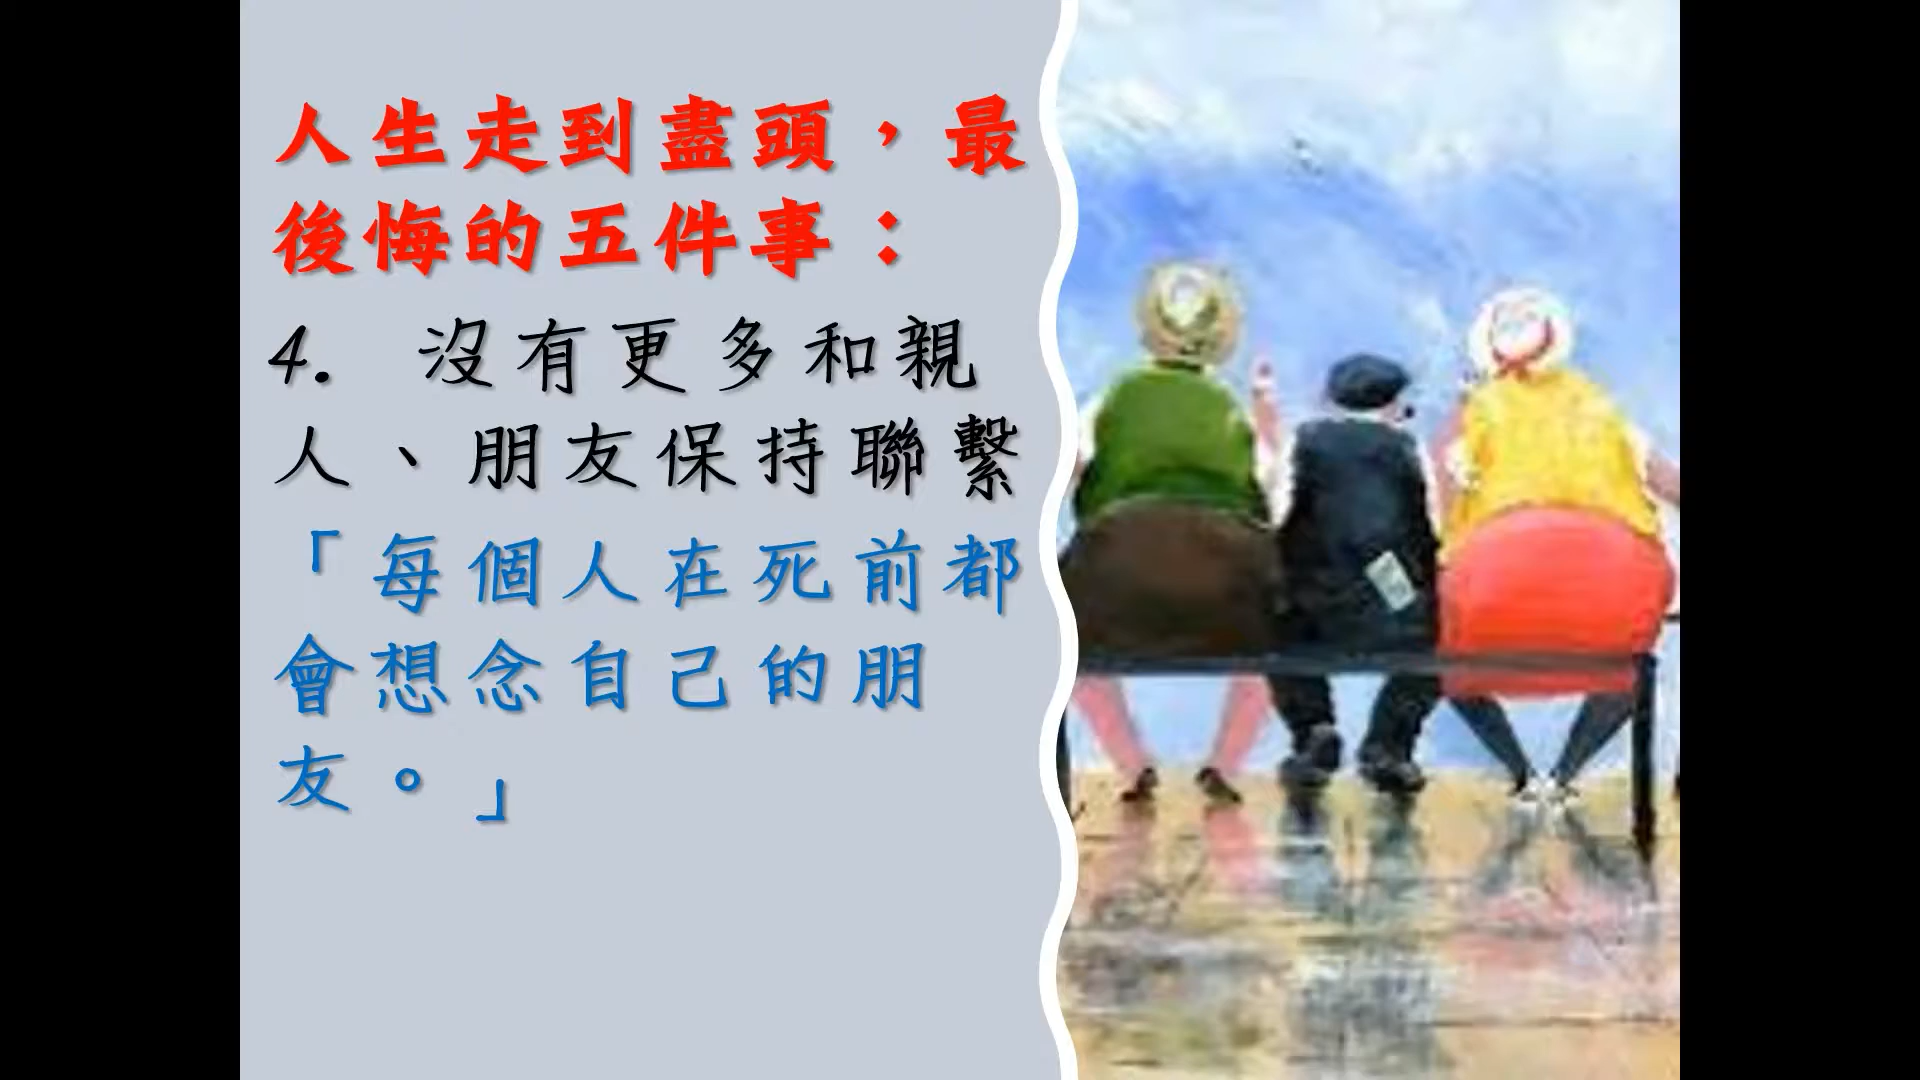 人生走到盡頭，最
後悔的五件事：
4. 沒有更多和親
人、朋友保持聯繫
「每個人在死前都
會想念自己的朋
友。」